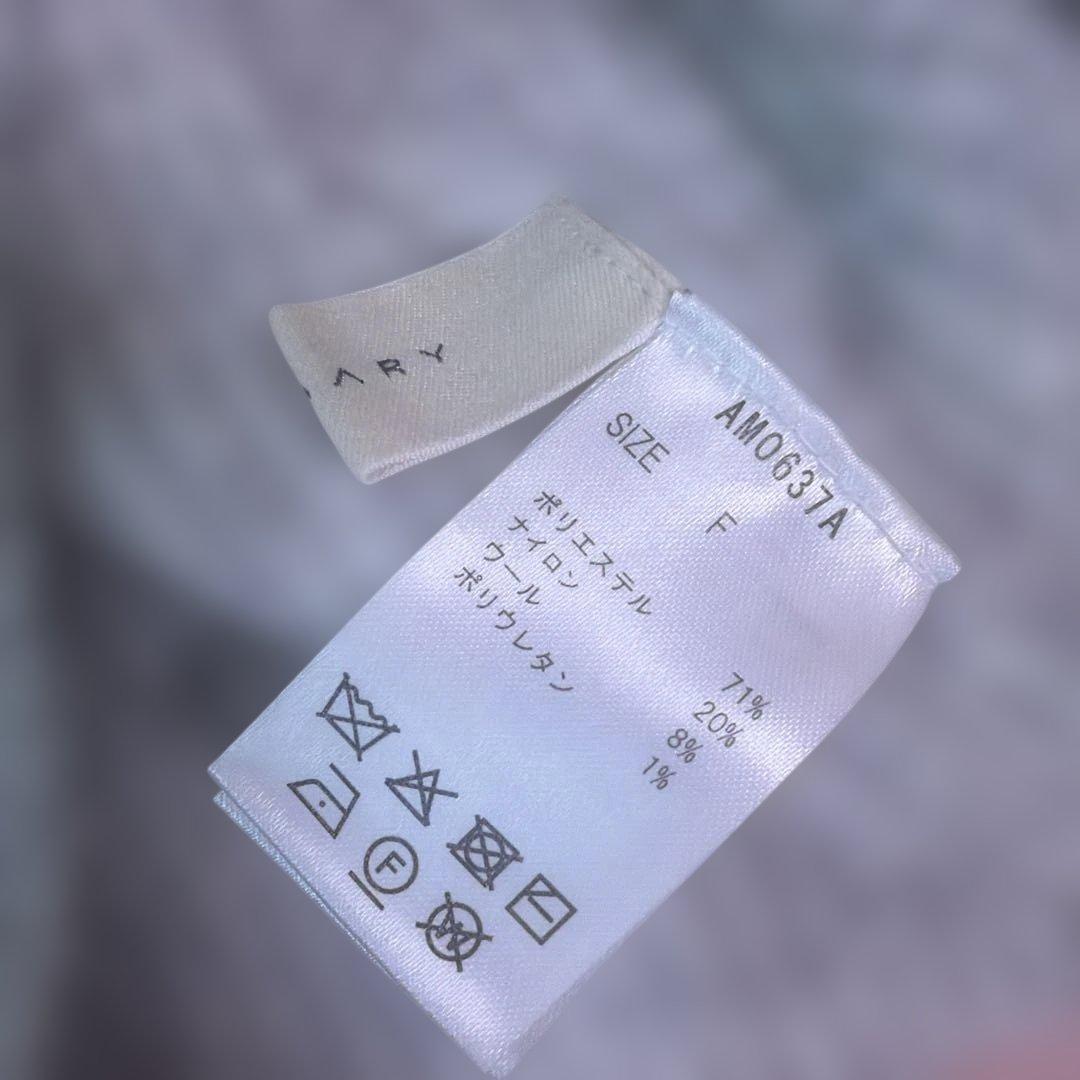 ARY
AMO637A
SIZE F
ポリエステル 71%
ナイロン 20%
ウール 8%
ポリウレタン 1%
F
W